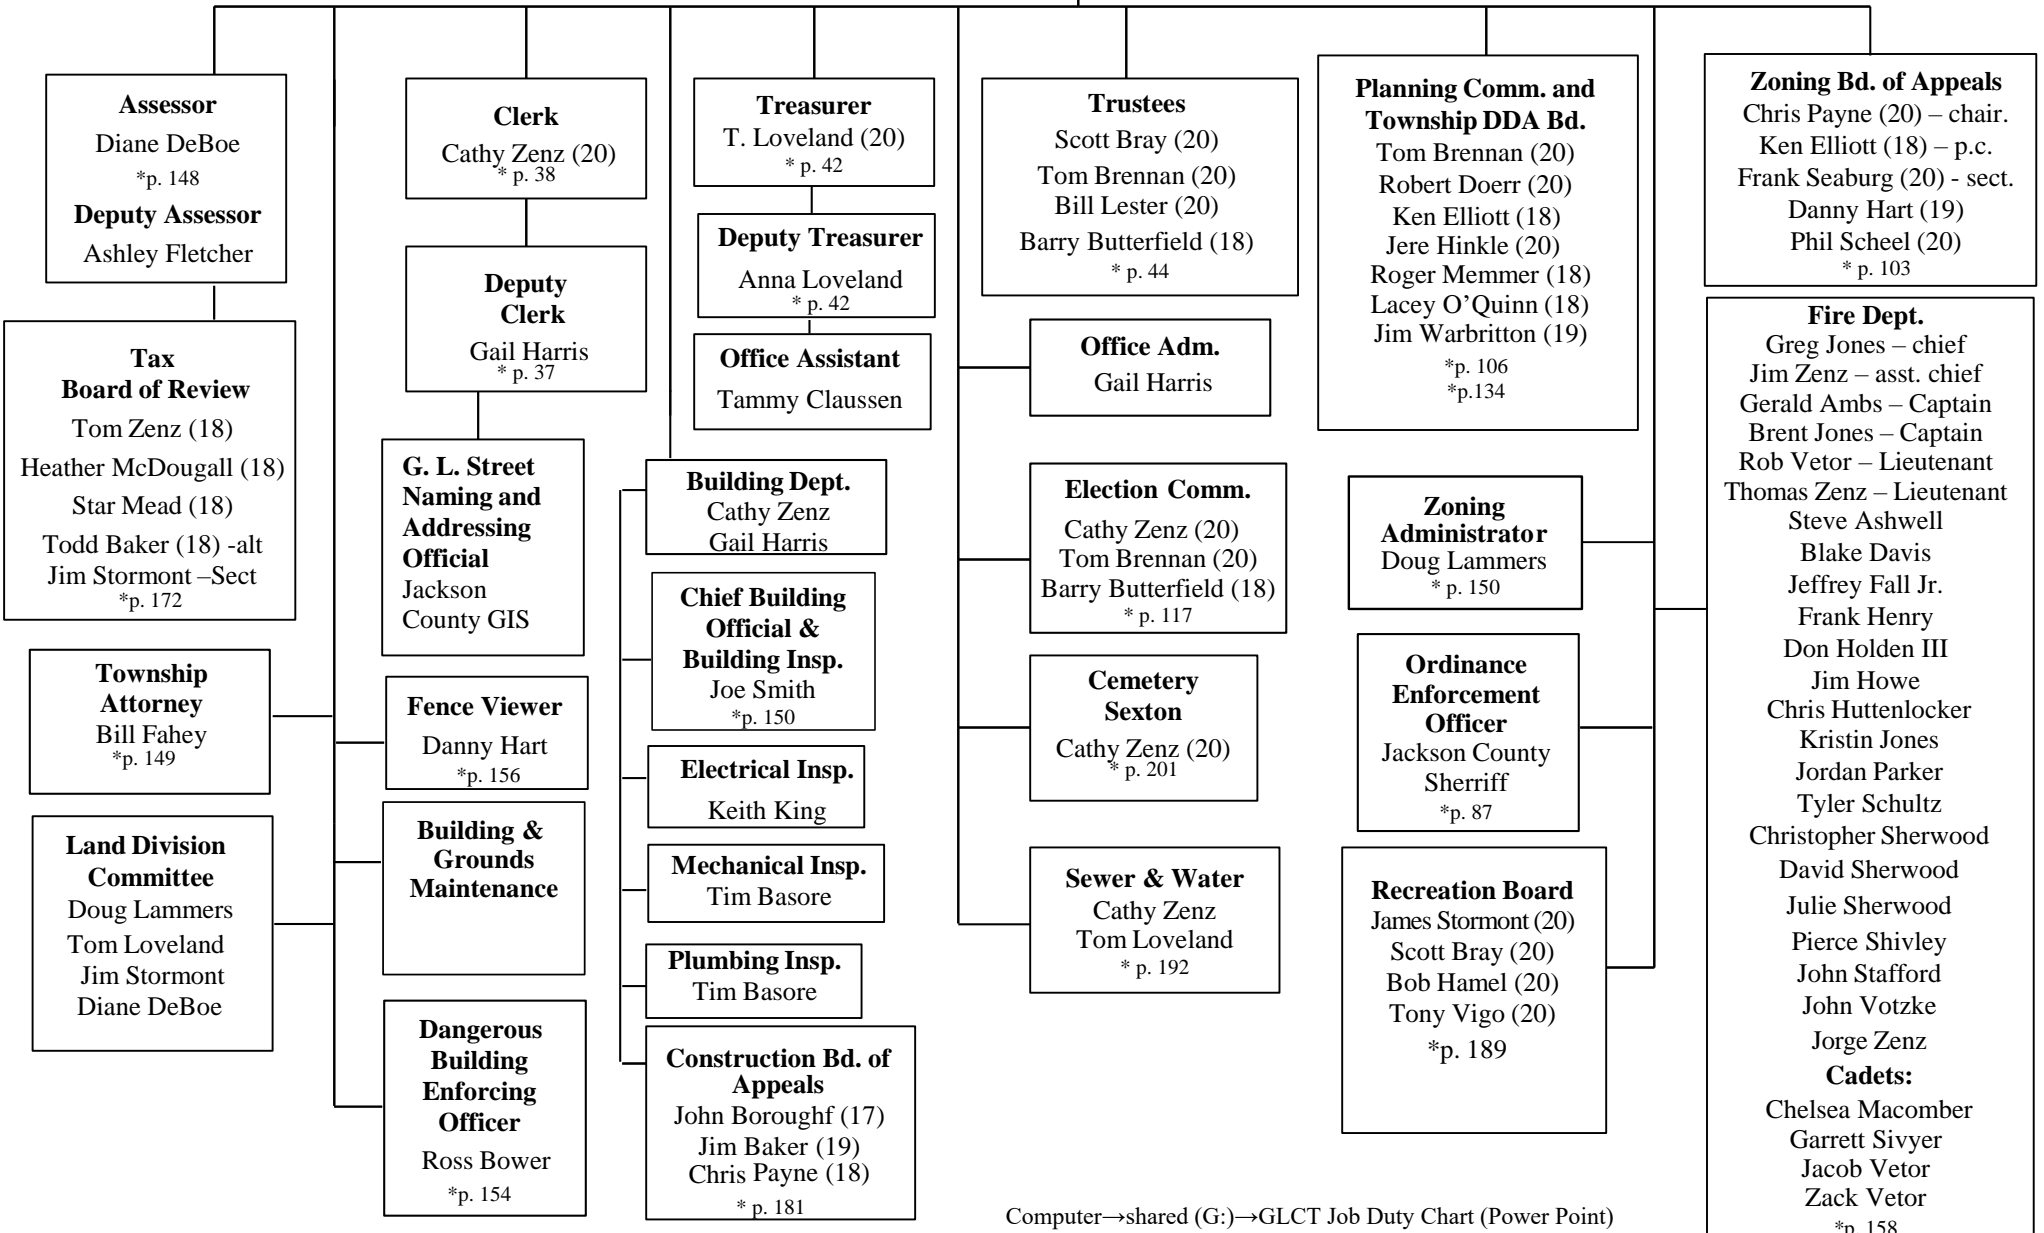 Assessor
Diane DeBoe
*p. 148
Deputy Assessor
Ashley Fletcher
Tax
Board of Review
Tom Zenz (18)
Heather McDougall (18)
Star Mead (18)
Todd Baker (18) -alt
Jim Stormont –Sect
*p. 172
Township
Attorney
Bill Fahey
*p. 149
Land Division
Committee
Doug Lammers
Tom Loveland
Jim Stormont
Diane DeBoe
Clerk
Cathy Zenz (20)
* p. 38
Deputy
Clerk
Gail Harris
* p. 37
G. L. Street
Naming and
Addressing
Official
Jackson
County GIS
Fence Viewer
Danny Hart
*p. 156
Building &
Grounds
Maintenance
Dangerous
Building
Enforcing
Officer
Ross Bower
*p. 154
Treasurer
T. Loveland (20)
* p. 42
Deputy Treasurer
Anna Loveland
* p. 42
Office Assistant
Tammy Claussen
Building Dept.
Cathy Zenz
Gail Harris
Chief Building
Official &
Building Insp.
Joe Smith
*p. 150
Electrical Insp.
Keith King
Mechanical Insp.
Tim Basore
Plumbing Insp.
Tim Basore
Construction Bd. of
Appeals
John Boroughf (17)
Jim Baker (19)
Chris Payne (18)
* p. 181
Trustees
Scott Bray (20)
Tom Brennan (20)
Bill Lester (20)
Barry Butterfield (18)
* p. 44
Office Adm.
Gail Harris
Election Comm.
Cathy Zenz (20)
Tom Brennan (20)
Barry Butterfield (18)
* p. 117
Cemetery
Sexton
Cathy Zenz (20)
* p. 201
Sewer & Water
Cathy Zenz
Tom Loveland
* p. 192
Planning Comm. and
Township DDA Bd.
Tom Brennan (20)
Robert Doerr (20)
Ken Elliott (18)
Jere Hinkle (20)
Roger Memmer (18)
Lacey O’Quinn (18)
Jim Warbritton (19)
*p. 106
*p.134
Zoning
Administrator
Doug Lammers
* p. 150
Ordinance
Enforcement
Officer
Jackson County
Sherriff
*p. 87
Recreation Board
James Stormont (20)
Scott Bray (20)
Bob Hamel (20)
Tony Vigo (20)
*p. 189
Zoning Bd. of Appeals
Chris Payne (20) – chair.
Ken Elliott (18) – p.c.
Frank Seaburg (20) - sect.
Danny Hart (19)
Phil Scheel (20)
* p. 103
Fire Dept.
Greg Jones – chief
Jim Zenz – asst. chief
Gerald Ambs – Captain
Brent Jones – Captain
Rob Vetor – Lieutenant
Thomas Zenz – Lieutenant
Steve Ashwell
Blake Davis
Jeffrey Fall Jr.
Frank Henry
Don Holden III
Jim Howe
Chris Huttenlocker
Kristin Jones
Jordan Parker
Tyler Schultz
Christopher Sherwood
David Sherwood
Julie Sherwood
Pierce Shivley
John Stafford
John Votzke
Jorge Zenz
Cadets:
Chelsea Macomber
Garrett Sivyer
Jacob Vetor
Zack Vetor
*p. 158
Computer→shared (G:)→GLCT Job Duty Chart (Power Point)